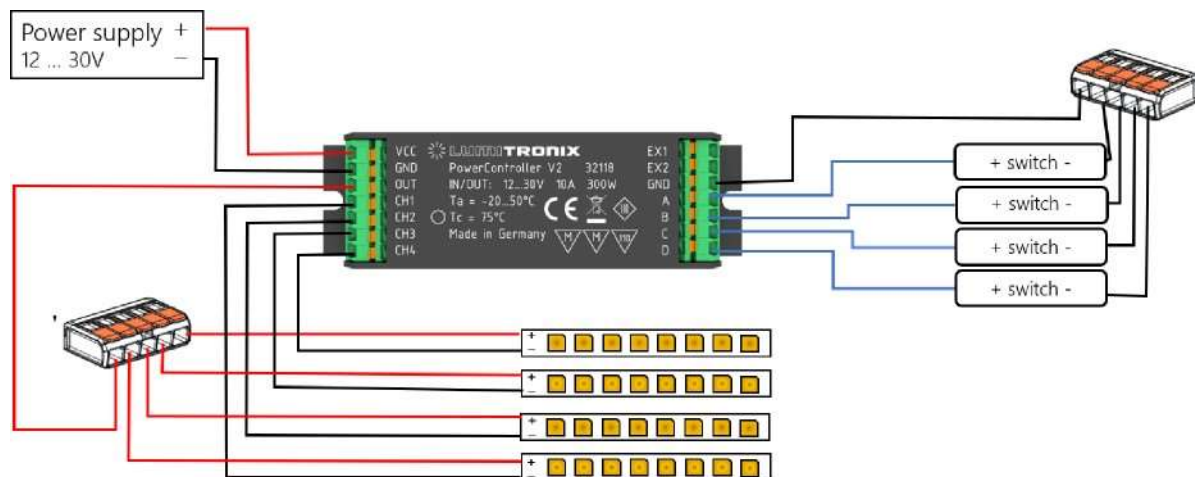 Power supply +
12 ... 30V −
VCC LUMITRONIX EX1
GND PowerController V2 32118 EX2
OUT IN/OUT: 12...30V 10A 300W GND
CH1 Ta = -20...50°C A
CH2 Tc = 75°C B
CH3 Made in Germany M M 110 C
CH4 D
+ switch -
+ switch -
+ switch -
+ switch -
+
−
+
−
+
−
+
−